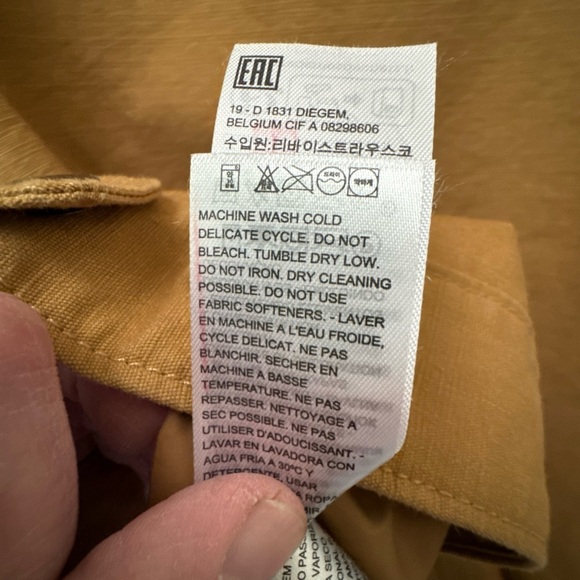 EAC
19 - D 1831 DIEGEM,
BELGIUM CIF A 08298606
수입원:리바이스트라우스코
MACHINE WASH COLD
DELICATE CYCLE. DO NOT
BLEACH. TUMBLE DRY LOW.
DO NOT IRON. DRY CLEANING
POSSIBLE. DO NOT USE
FABRIC SOFTENERS. - LAVER
EN MACHINE A L'EAU FROIDE,
CYCLE DELICAT. NE PAS
BLANCHIR. SECHER EN
MACHINE A BASSE
TEMPERATURE. NE PAS
REPASSER. NETTOYAGE A
SEC POSSIBLE. NE PAS
UTILISER D'ADOUCISSANT. -
LAVAR EN LAVADORA CON
AGUA FRIA A 30ºC Y
DETERGENTE. USAR
ROPA